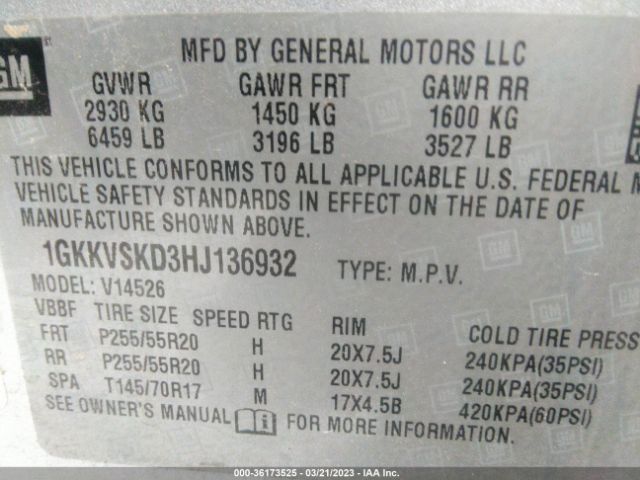 GM
MFD BY GENERAL MOTORS LLC
GVWR GAWR FRT GAWR RR
2930 KG 1450 KG 1600 KG
6459 LB 3196 LB 3527 LB
THIS VEHICLE CONFORMS TO ALL APPLICABLE U.S. FEDERAL M
VEHICLE SAFETY STANDARDS IN EFFECT ON THE DATE OF
MANUFACTURE SHOWN ABOVE.
1GKKVSKD3HJ136932 TYPE: M.P.V.
MODEL: V14526
VBBF TIRE SIZE SPEED RTG RIM COLD TIRE PRESS
FRT P255/55R20 H 20X7.5J 240KPA(35PSI)
RR P255/55R20 H 20X7.5J 240KPA(35PSI)
SPA T145/70R17 M 17X4.5B 420KPA(60PSI)
SEE OWNER'S MANUAL FOR MORE INFORMATION.
000-36173525 - 03/21/2023 - IAA Inc.